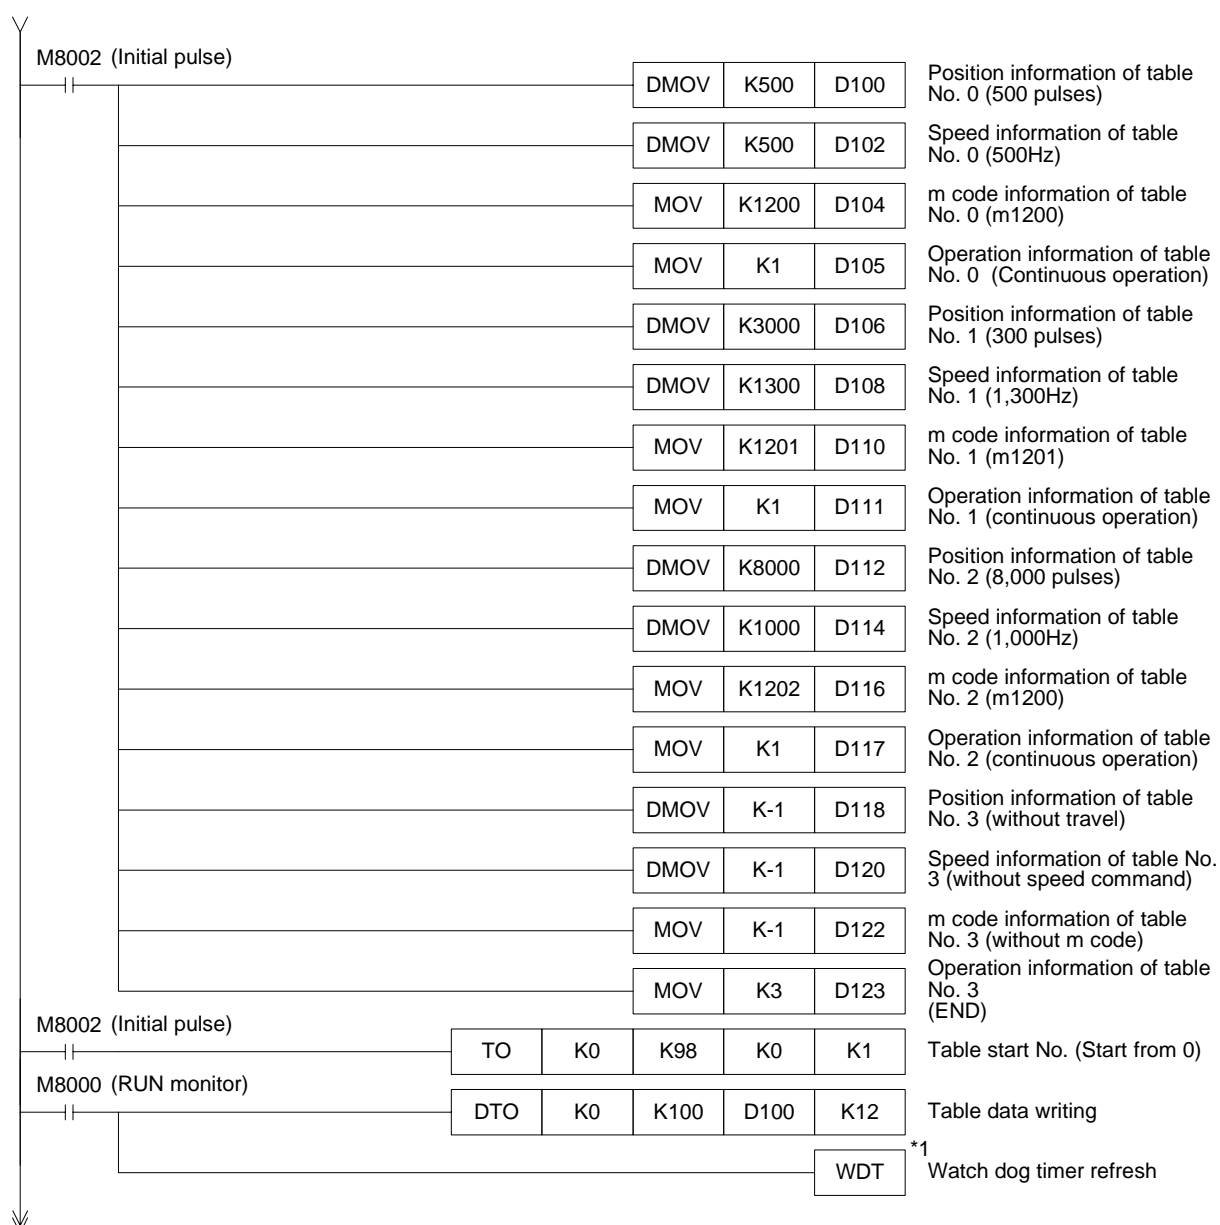 M8002 (Initial pulse)
DMOV K500 D100 Position information of table
No. 0 (500 pulses)
DMOV K500 D102 Speed information of table
No. 0 (500Hz)
MOV K1200 D104 m code information of table
No. 0 (m1200)
MOV K1 D105 Operation information of table
No. 0 (Continuous operation)
DMOV K3000 D106 Position information of table
No. 1 (300 pulses)
DMOV K1300 D108 Speed information of table
No. 1 (1,300Hz)
MOV K1201 D110 m code information of table
No. 1 (m1201)
MOV K1 D111 Operation information of table
No. 1 (continuous operation)
DMOV K8000 D112 Position information of table
No. 2 (8,000 pulses)
DMOV K1000 D114 Speed information of table
No. 2 (1,000Hz)
MOV K1202 D116 m code information of table
No. 2 (m1200)
MOV K1 D117 Operation information of table
No. 2 (continuous operation)
DMOV K-1 D118 Position information of table
No. 3 (without travel)
DMOV K-1 D120 Speed information of table No.
3 (without speed command)
MOV K-1 D122 m code information of table
No. 3 (without m code)
MOV K3 D123 Operation information of table
No. 3
(END)
M8002 (Initial pulse)
TO K0 K98 K0 K1 Table start No. (Start from 0)
M8000 (RUN monitor)
DTO K0 K100 D100 K12 Table data writing
*1
WDT Watch dog timer refresh